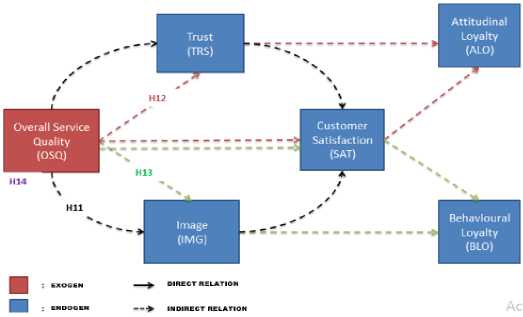 Trust
(TRS)
Attitudinal
Loyalty
(ALO)
H12
Overall Service
Quality
(OSQ)
Customer
Satisfaction
(SAT)
H13
H14
H11
Image
(IMG)
Behavloural
Loyalty
(BLO)
: EXOGEN
DIRECT RELATION
: ENDOGEN
INDIRECT RELATION
Ac